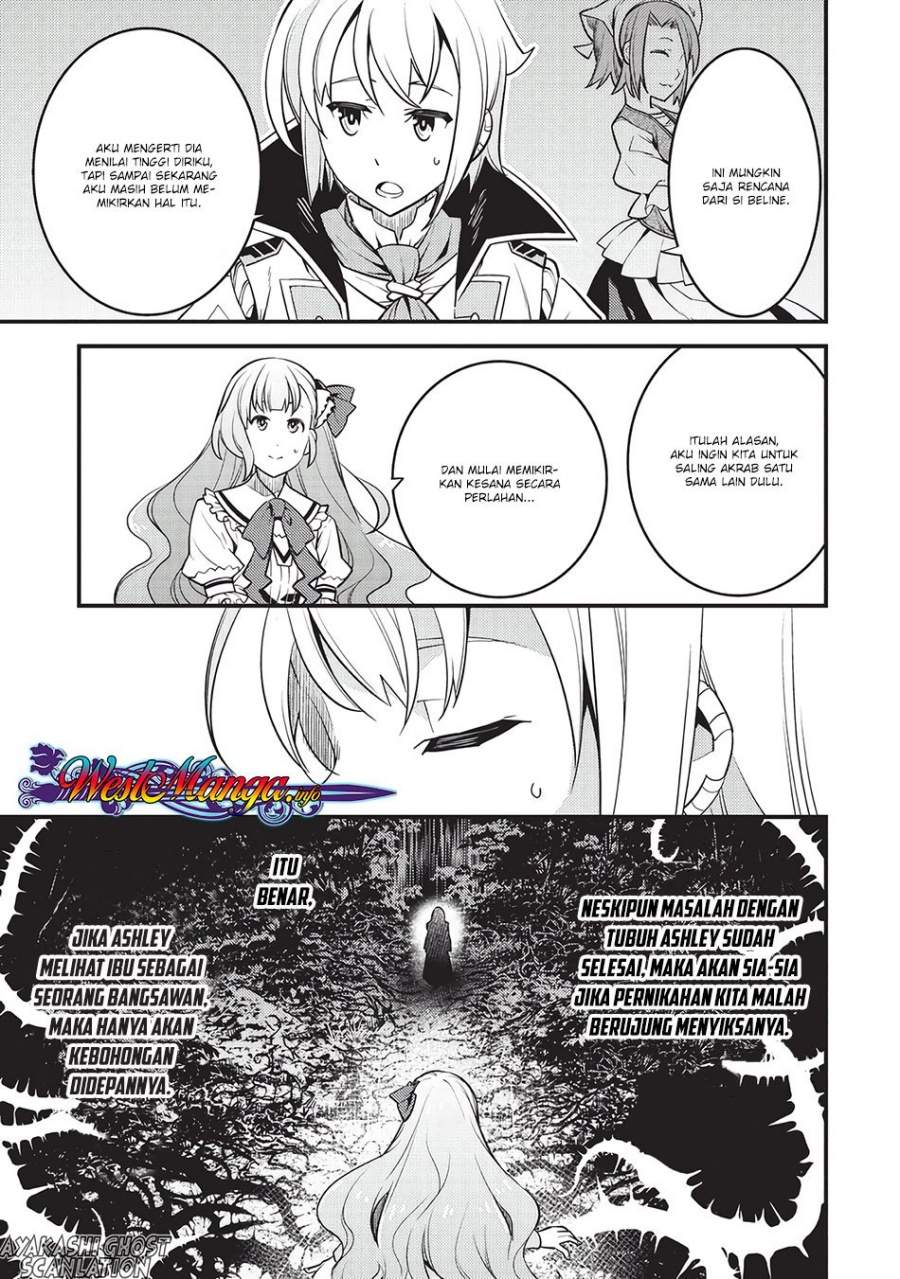 INI MUNGKIN
SAJA RENCANA
DARI SI BELINE.
AKU MENGERTI DIA
MENILAI TINGGI DIRIKU,
TAPI SAMPAI SEKARANG
AKU MASIH BELUM ME-
MIKIRKAN HAL ITU.
ITULAH ALASAN,
AKU INGIN KITA UNTUK
SALING AKRAB SATU
SAMA LAIN DULU.
DAN MULAI MEMIKIR-
KAN KESANA SECARA
PERLAHAN...
WestManga.info
NESKIPUN MASALAH DENGAN
TUBUH ASHLEY SUDAH
SELESAI, MAKA AKAN SIA-SIA
JIKA PERNIKAHAN KITA MALAH
BERUJUNG MENYIKSANYA.
ITU
BENAR,
JIKA ASHLEY
MELIHAT IBU SEBAGAI
SEORANG BANGSAWAN,
MAKA HANYA AKAN
KEBOHONGAN
DIDEPANNYA.
AYAKASHI GHOST
SCANLATION